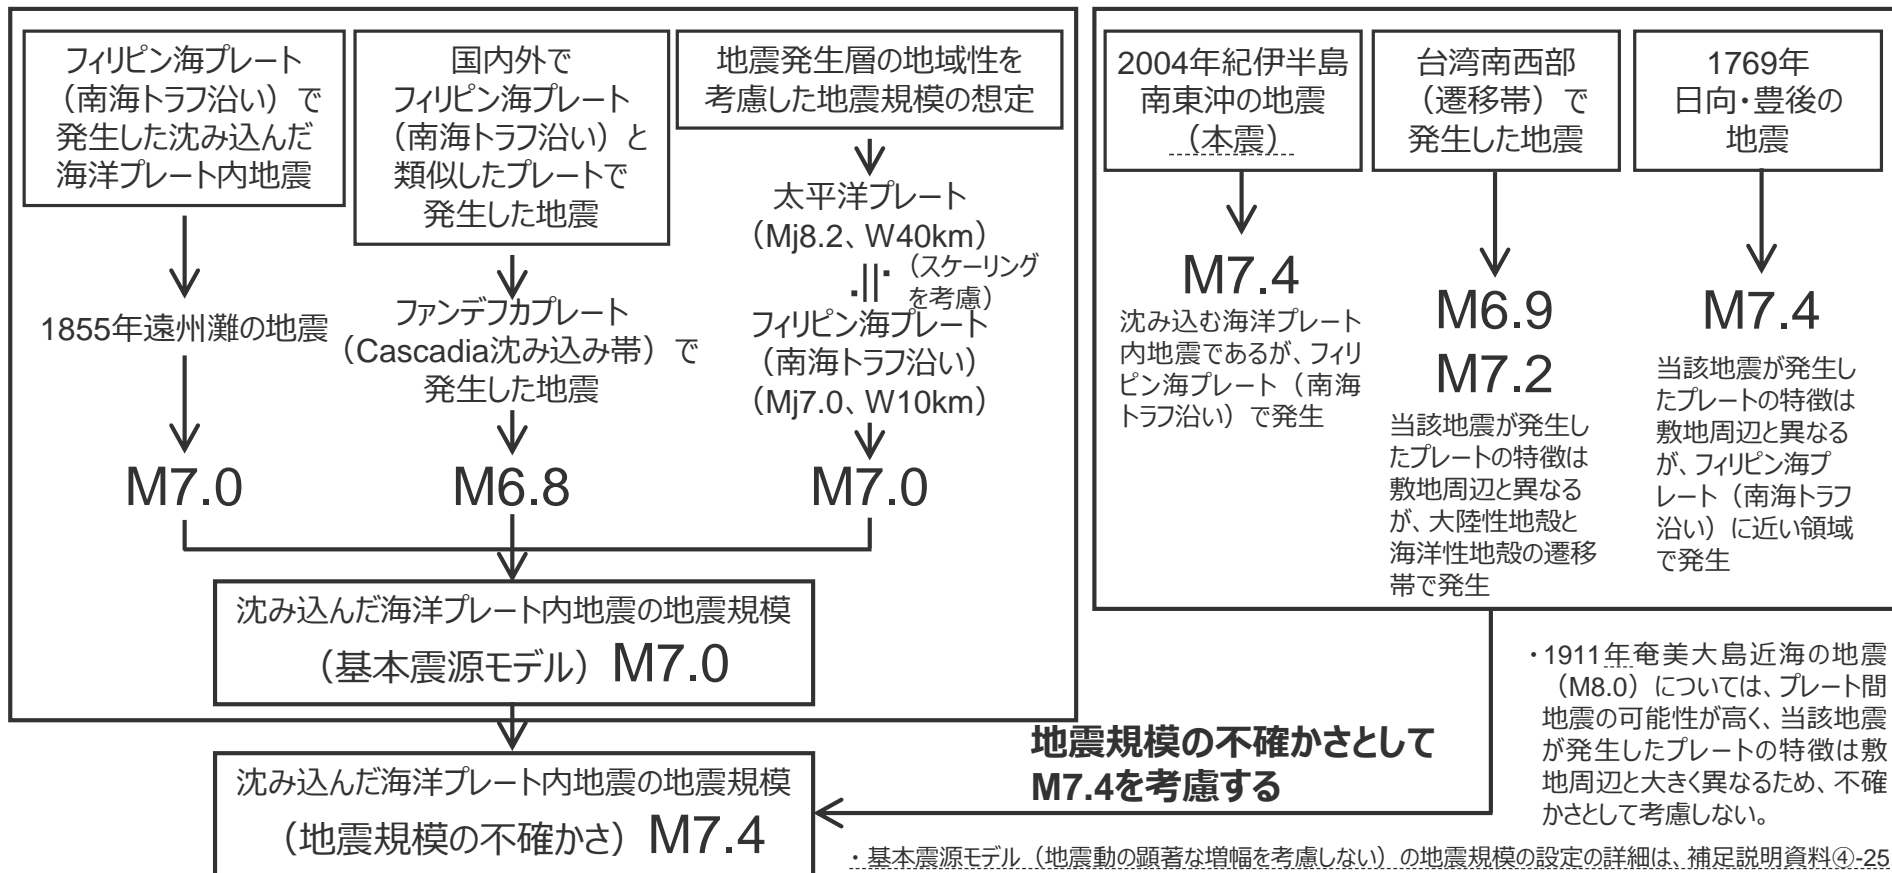 フィリピン海プレート
（南海トラフ沿い）で
発生した沈み込んだ
海洋プレート内地震
1855年遠州灘の地震
M7.0
国内外で
フィリピン海プレート
（南海トラフ沿い）と
類似したプレートで
発生した地震
ファンデフカプレート
（Cascadia沈み込み帯）で
発生した地震
M6.8
地震発生層の地域性を
考慮した地震規模の想定
太平洋プレート
（Mj8.2、W40km）
（スケーリング
を考慮）
フィリピン海プレート
（南海トラフ沿い）
（Mj7.0、W10km）
M7.0
沈み込んだ海洋プレート内地震の地震規模
（基本震源モデル）M7.0
沈み込んだ海洋プレート内地震の地震規模
（地震規模の不確かさ）M7.4
2004年紀伊半島
南東沖の地震
（本震）
M7.4
沈み込む海洋プレート
内地震であるが、フィリ
ピン海プレート（南海
トラフ沿い）で発生
台湾南西部
（遷移帯）で
発生した地震
M6.9
M7.2
当該地震が発生し
たプレートの特徴は
敷地周辺と異なる
が、大陸性地殻と
海洋性地殻の遷移
帯で発生
1769年
日向・豊後の
地震
M7.4
当該地震が発生し
たプレートの特徴は
敷地周辺と異なる
が、フィリピン海プ
レート（南海トラフ
沿い）に近い領域
で発生
地震規模の不確かさとして
M7.4を考慮する
・1911年奄美大島近海の地震
（M8.0）については、プレート間
地震の可能性が高く、当該地震
が発生したプレートの特徴は敷
地周辺と大きく異なるため、不確
かさとして考慮しない。
・基本震源モデル（地震動の顕著な増幅を考慮しない）の地震規模の設定の詳細は、補足説明資料④-25